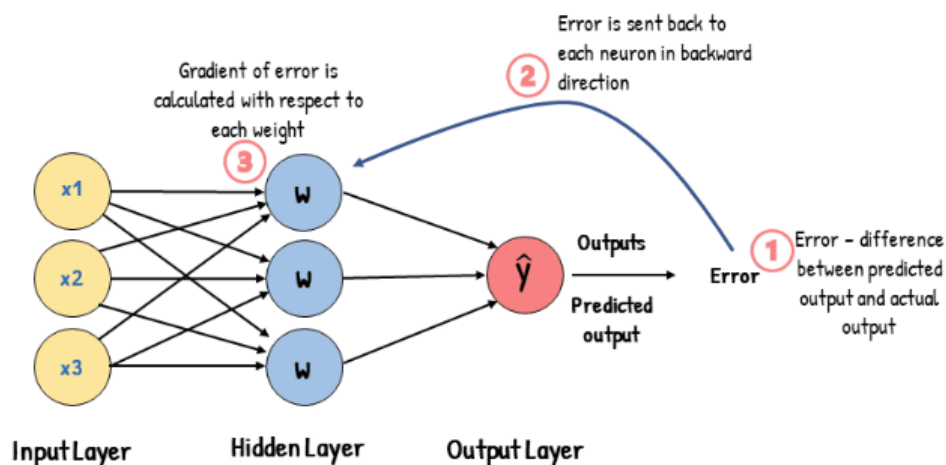 Error is sent back to
each neuron in backward
direction
2
Gradient of error is
calculated with respect to
each weight
3
x1
x2
x3
W
W
W
ŷ
Outputs
Predicted
output
Error
1
Error – difference
between predicted
output and actual
output
Input Layer
Hidden Layer
Output Layer